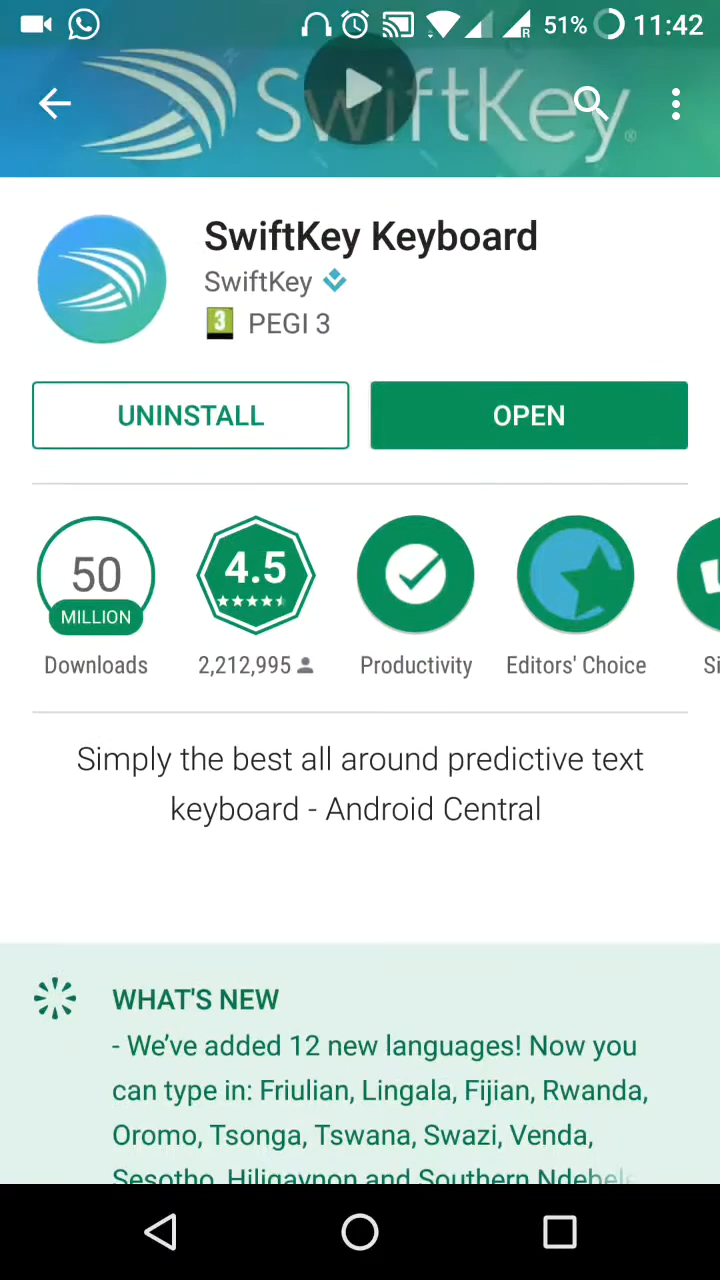 51% 11:42
SwiftKey®
SwiftKey Keyboard
SwiftKey
3 PEGI 3
UNINSTALL OPEN
50 4.5
MILLION
Downloads 2,212,995 Productivity Editors' Choice Si
Simply the best all around predictive text
keyboard - Android Central
WHAT'S NEW
- We’ve added 12 new languages! Now you
can type in: Friulian, Lingala, Fijian, Rwanda,
Oromo, Tsonga, Tswana, Swazi, Venda,
Sesotho, Hiligaynon and Southern Ndebele